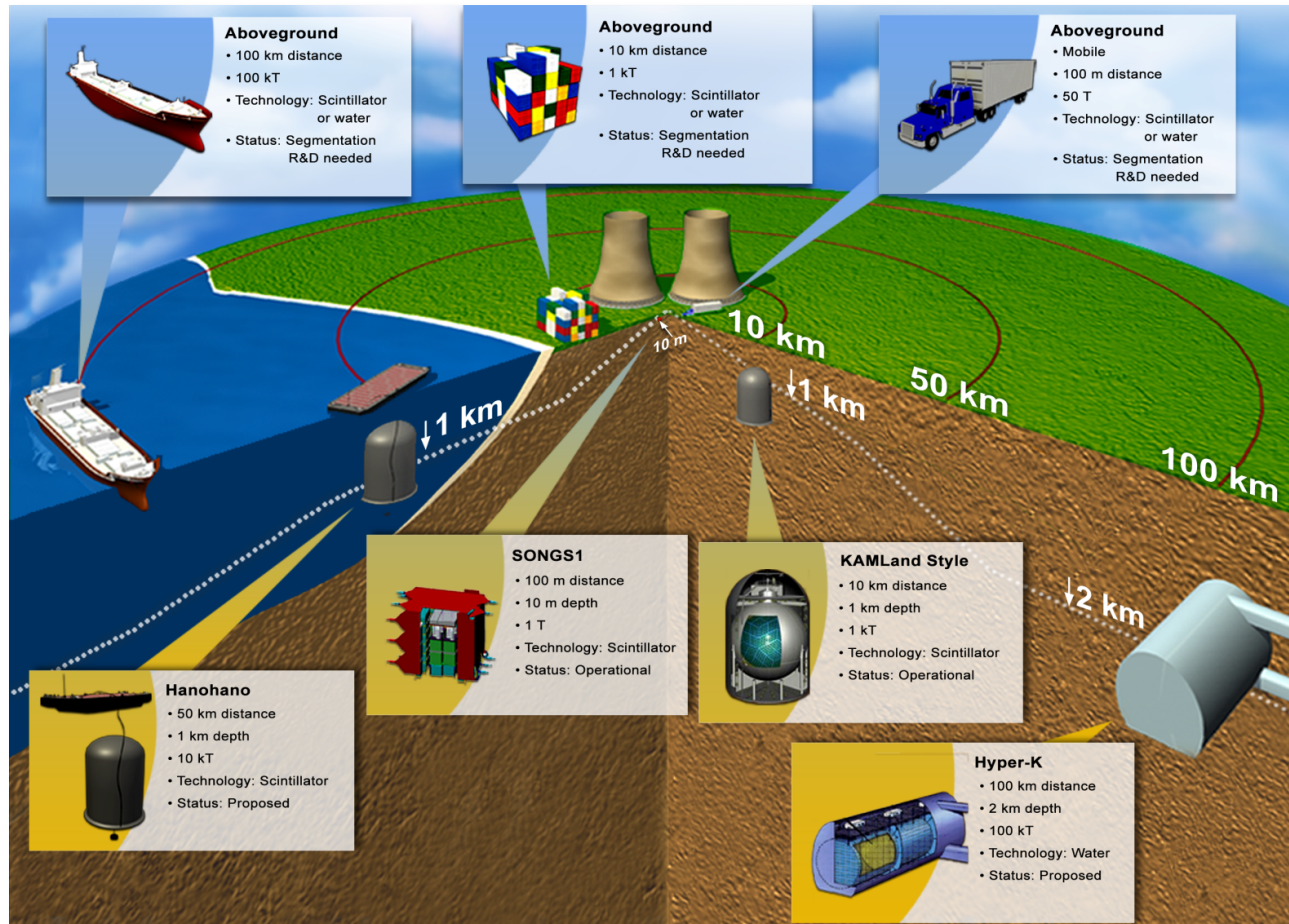 Aboveground
• 100 km distance
• 100 kT
• Technology: Scintillator
or water
• Status: Segmentation
R&D needed
Aboveground
• 10 km distance
• 1 kT
• Technology: Scintillator
or water
• Status: Segmentation
R&D needed
Aboveground
• Mobile
• 100 m distance
• 50 T
• Technology: Scintillator
or water
• Status: Segmentation
R&D needed
10 m
10 km
50 km
100 km
↓1 km
↓1 km
↓2 km
SONGS1
• 100 m distance
• 10 m depth
• 1 T
• Technology: Scintillator
• Status: Operational
KAMLand Style
• 10 km distance
• 1 km depth
• 1 kT
• Technology: Scintillator
• Status: Operational
Hanohano
• 50 km distance
• 1 km depth
• 10 kT
• Technology: Scintillator
• Status: Proposed
Hyper-K
• 100 km distance
• 2 km depth
• 100 kT
• Technology: Water
• Status: Proposed